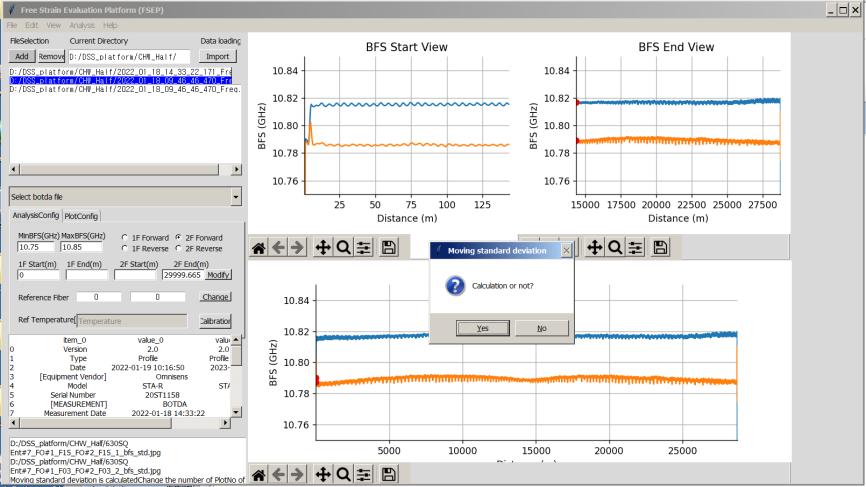 Free Strain Evaluation Platform (FSEP)
File Edit View Analysis Help
FileSelection Current Directory Data loading
Add Remove D:/DSS_platform/CHW_Half/ Import
D:/DSS_platform/CHW_Half/2022_01_18_14_33_22_171_Fre
D:/DSS_platform/CHW_Half/2022_01_18_09_46_46_470_Fre
D:/DSS_platform/CHW_Half/2022_01_18_09_46_46_470_Freq.
Select botda file
AnalysisConfig PlotConfig
MinBFS(GHz) MaxBFS(GHz)
10.75 10.85
1F Forward 2F Forward
1F Reverse 2F Reverse
1F Start(m) 1F End(m) 2F Start(m) 2F End(m)
0 29999.665 Modify
Reference Fiber 0 0 Change
Ref Temperature( Temperature Calibration
item_0 value_0 value
0 Version 2.0 2.0
1 Type Profile Profile
2 Date 2022-01-19 10:16:50 2023-
3 [Equipment Vendor] Omnisens
4 Model STA-R STA
5 Serial Number 20ST1158
6 [MEASUREMENT] BOTDA
Measurement Date 2022-01-18 14:33:22
D:/DSS_platform/CHW_Half/630SQ
Ent#7_FO#1_F15_FO#2_F15_1_bfs_std.jpg
D:/DSS_platform/CHW_Half/630SQ
Ent#7_FO#1_F03_FO#2_F03_2_bfs_std.jpg
Moving standard deviation is calculatedChange the number of PlotNo of
BFS Start View
BFS (GHz)
10.84
10.82
10.80
10.78
10.76
25 50 75 100 125
Distance (m)
BFS End View
BFS (GHz)
10.84
10.82
10.80
10.78
10.76
15000 17500 20000 22500 25000 27500
Distance (m)
Moving standard deviation
Calculation or not?
Yes No
BFS (GHz)
10.84
10.82
10.80
10.78
10.76
5000 10000 15000 20000 25000